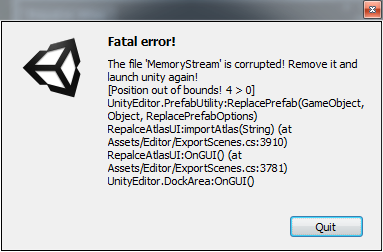 Fatal error!
The file 'MemoryStream' is corrupted! Remove it and
launch unity again!
[Position out of bounds! 4 > 0]
UnityEditor.PrefabUtility:ReplacePrefab(GameObject,
Object, ReplacePrefabOptions)
RepalceAtlasUI:importAtlas(String) (at
Assets/Editor/ExportScenes.cs:3910)
RepalceAtlasUI:OnGUI() (at
Assets/Editor/ExportScenes.cs:3781)
UnityEditor.DockArea:OnGUI()
Quit